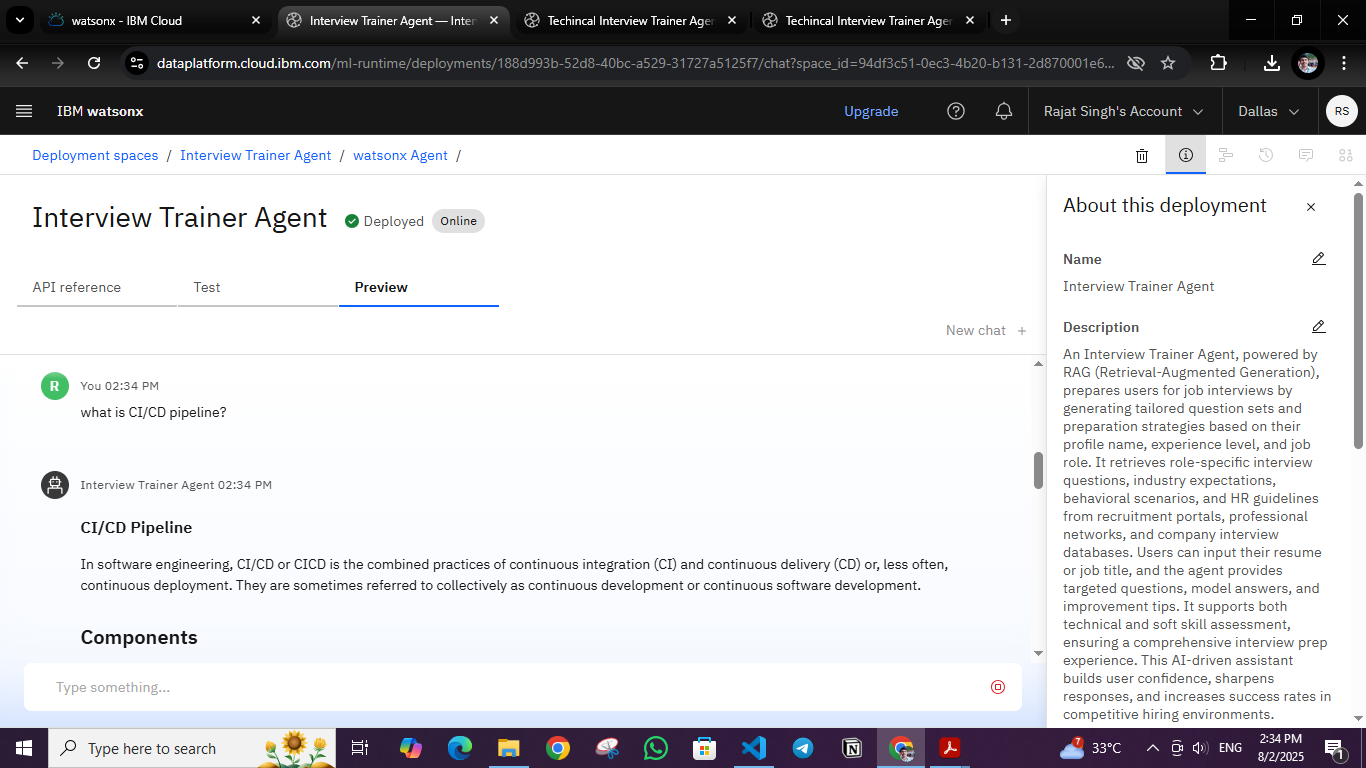 watsonx - IBM Cloud
Interview Trainer Agent — Inter
Techincal Interview Trainer Agen
Techincal Interview Trainer Agen
dataplatform.cloud.ibm.com/ml-runtime/deployments/188d993b-52d8-40bc-a529-31727a5125f7/chat?space_id=94df3c51-0ec3-4b20-b131-2d870001e6...
IBM watsonx
Upgrade
Rajat Singh's Account
Dallas
RS
Deployment spaces / Interview Trainer Agent / watsonx Agent /
Interview Trainer Agent
Deployed
Online
API reference
Test
Preview
New chat +
R
You 02:34 PM
what is CI/CD pipeline?
Interview Trainer Agent 02:34 PM
CI/CD Pipeline
In software engineering, CI/CD or CICD is the combined practices of continuous integration (CI) and continuous delivery (CD) or, less often,
continuous deployment. They are sometimes referred to collectively as continuous development or continuous software development.
Components
Type something...
About this deployment
Name
Interview Trainer Agent
Description
An Interview Trainer Agent, powered by
RAG (Retrieval-Augmented Generation),
prepares users for job interviews by
generating tailored question sets and
preparation strategies based on their
profile name, experience level, and job
role. It retrieves role-specific interview
questions, industry expectations,
behavioral scenarios, and HR guidelines
from recruitment portals, professional
networks, and company interview
databases. Users can input their resume
or job title, and the agent provides
targeted questions, model answers, and
improvement tips. It supports both
technical and soft skill assessment,
ensuring a comprehensive interview prep
experience. This AI-driven assistant
builds user confidence, sharpens
responses, and increases success rates in
competitive hiring environments.
Type here to search
7
33°C
ENG
2:34 PM
8/2/2025
1